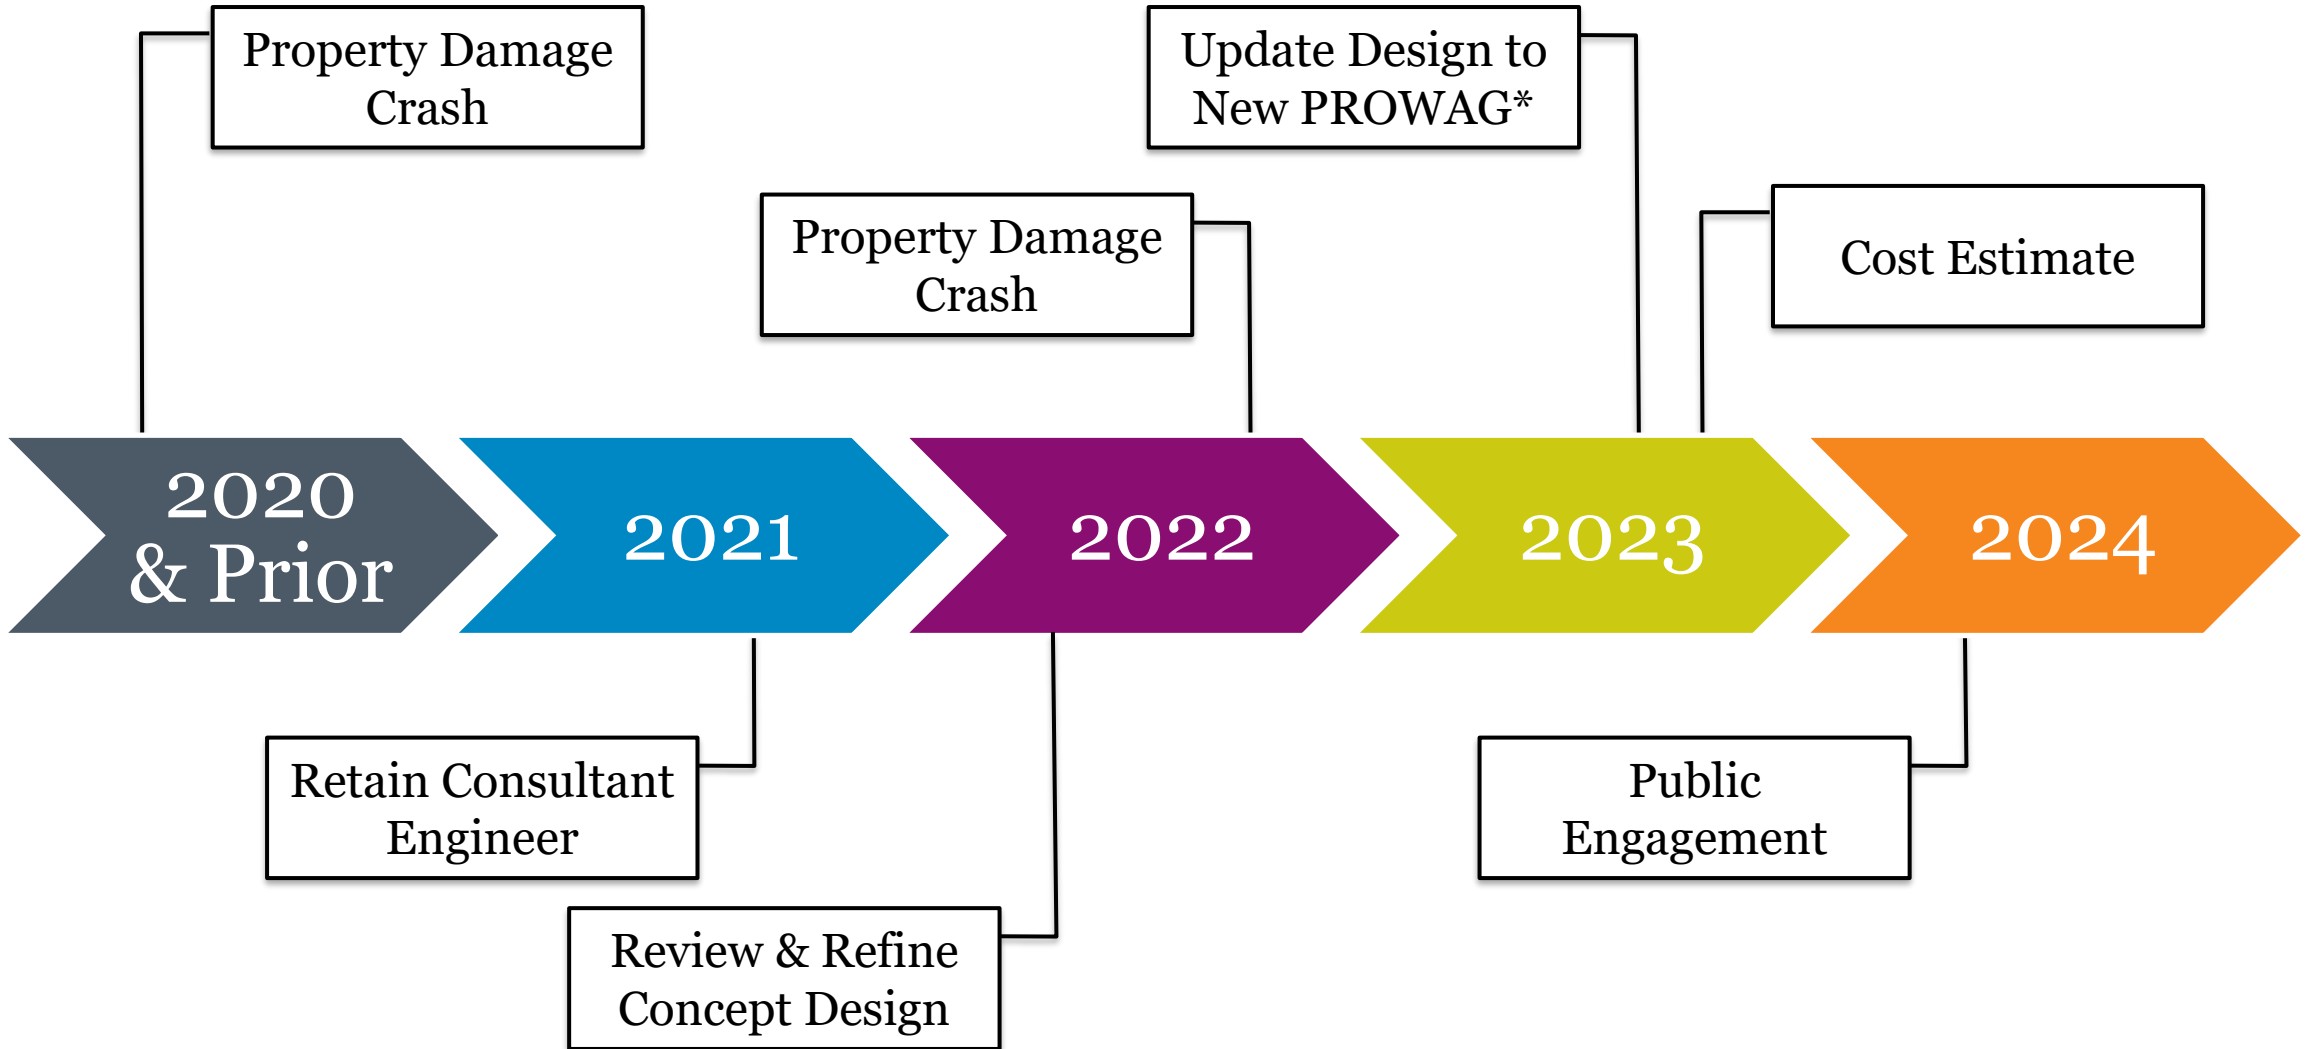 Property Damage
Crash
Update Design to
New PROWAG*
Property Damage
Crash
Cost Estimate
2020
& Prior
2021
2022
2023
2024
Retain Consultant
Engineer
Public
Engagement
Review & Refine
Concept Design